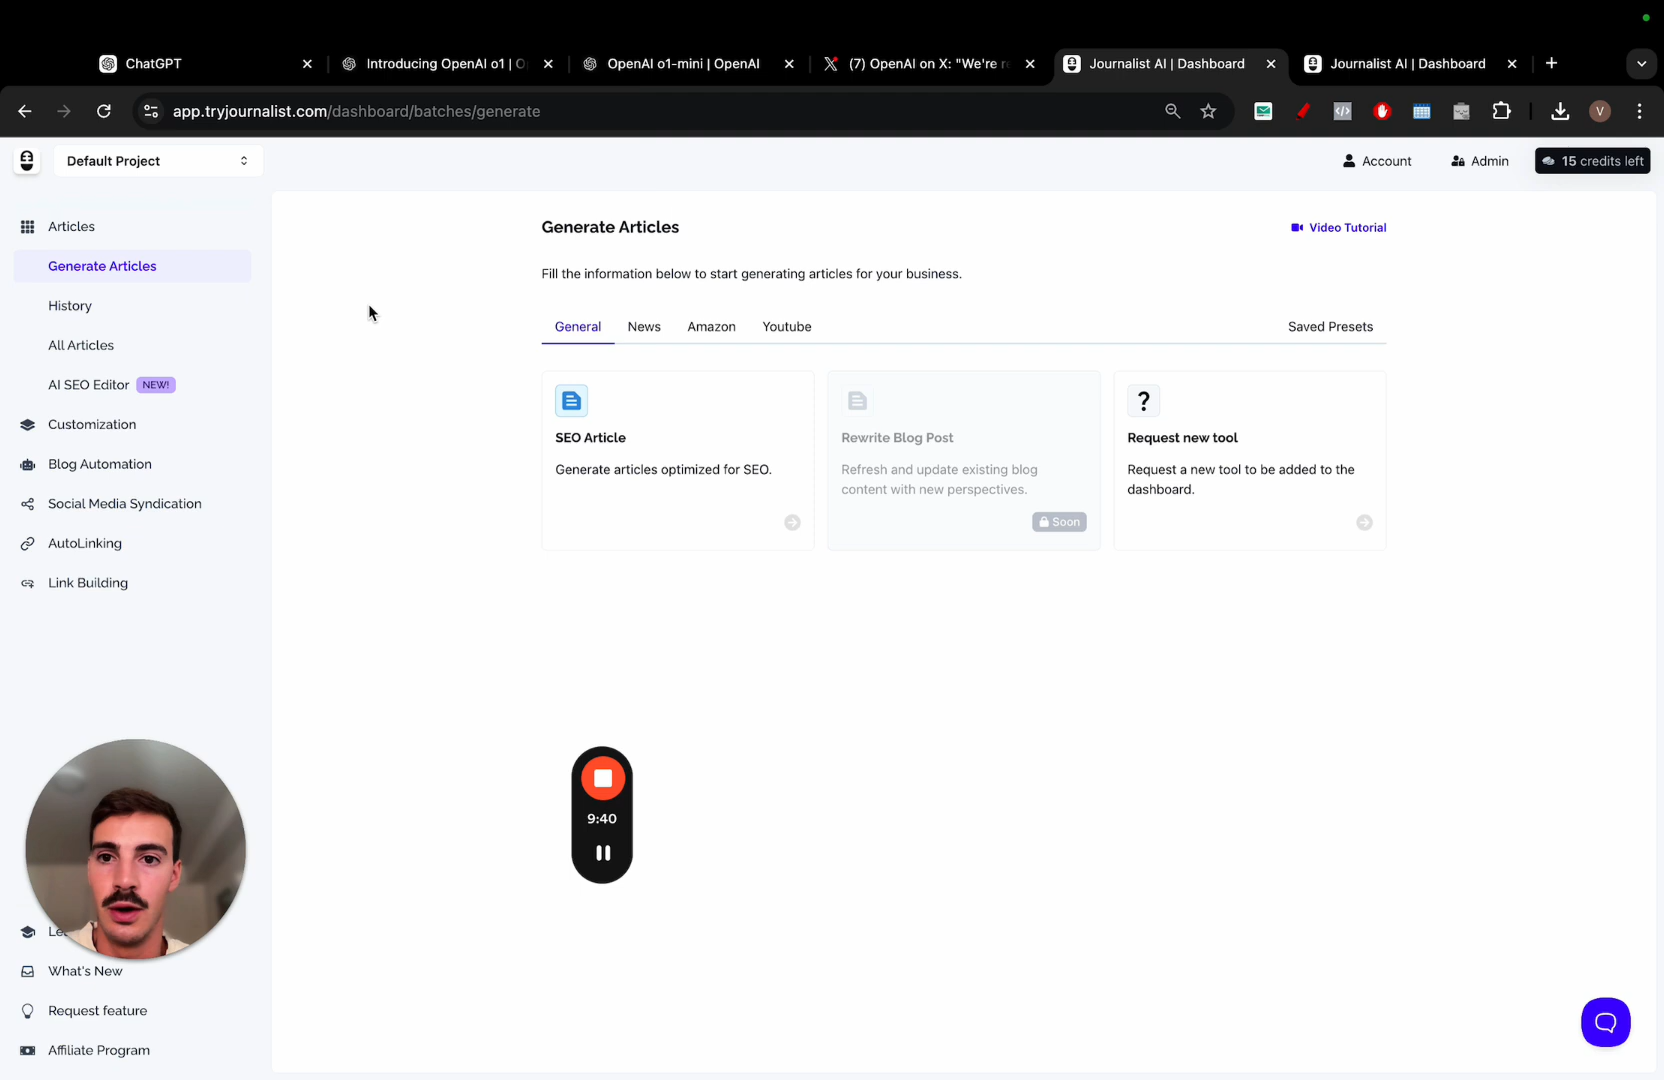 ChatGPT
Introducing OpenAI o1 | O
OpenAI o1-mini | OpenAI
(7) OpenAI on X: "We're re
Journalist AI | Dashboard
Journalist AI | Dashboard
app.tryjournalist.com/dashboard/batches/generate
V
Default Project
Account
Admin
15 credits left
Articles
Generate Articles
History
All Articles
AI SEO Editor NEW!
Customization
Blog Automation
Social Media Syndication
AutoLinking
Link Building
Le
What's New
Request feature
Affiliate Program
Generate Articles
Video Tutorial
Fill the information below to start generating articles for your business.
General
News
Amazon
Youtube
Saved Presets
SEO Article
Generate articles optimized for SEO.
Rewrite Blog Post
Refresh and update existing blog
content with new perspectives.
Soon
?
Request new tool
Request a new tool to be added to the
dashboard.
9:40